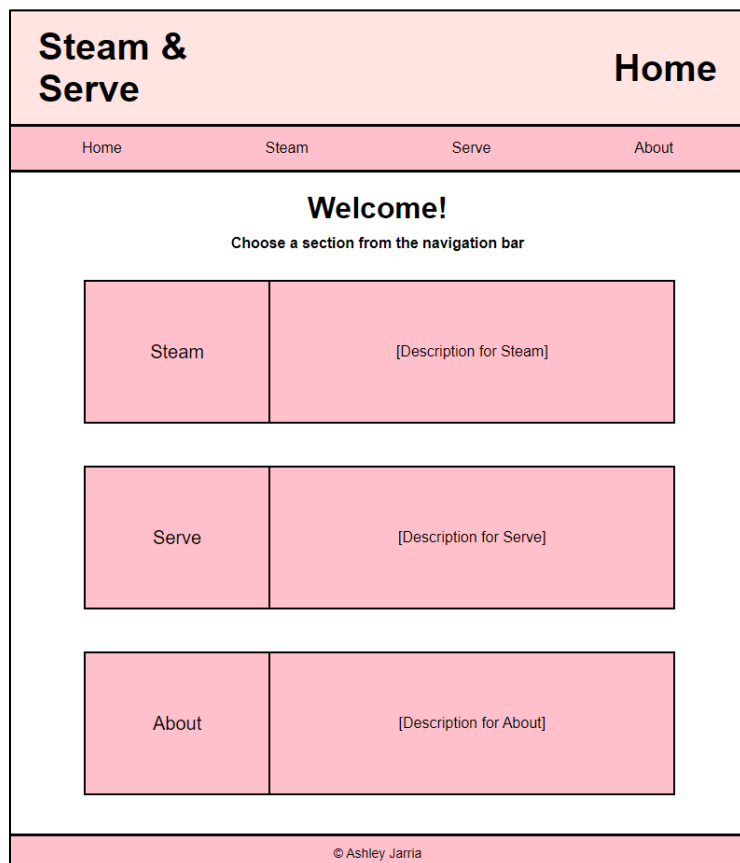 Steam &
Serve
Home
Home Steam Serve About
Welcome!
Choose a section from the navigation bar
Steam
[Description for Steam]
Serve
[Description for Serve]
About
[Description for About]
© Ashley Jarria